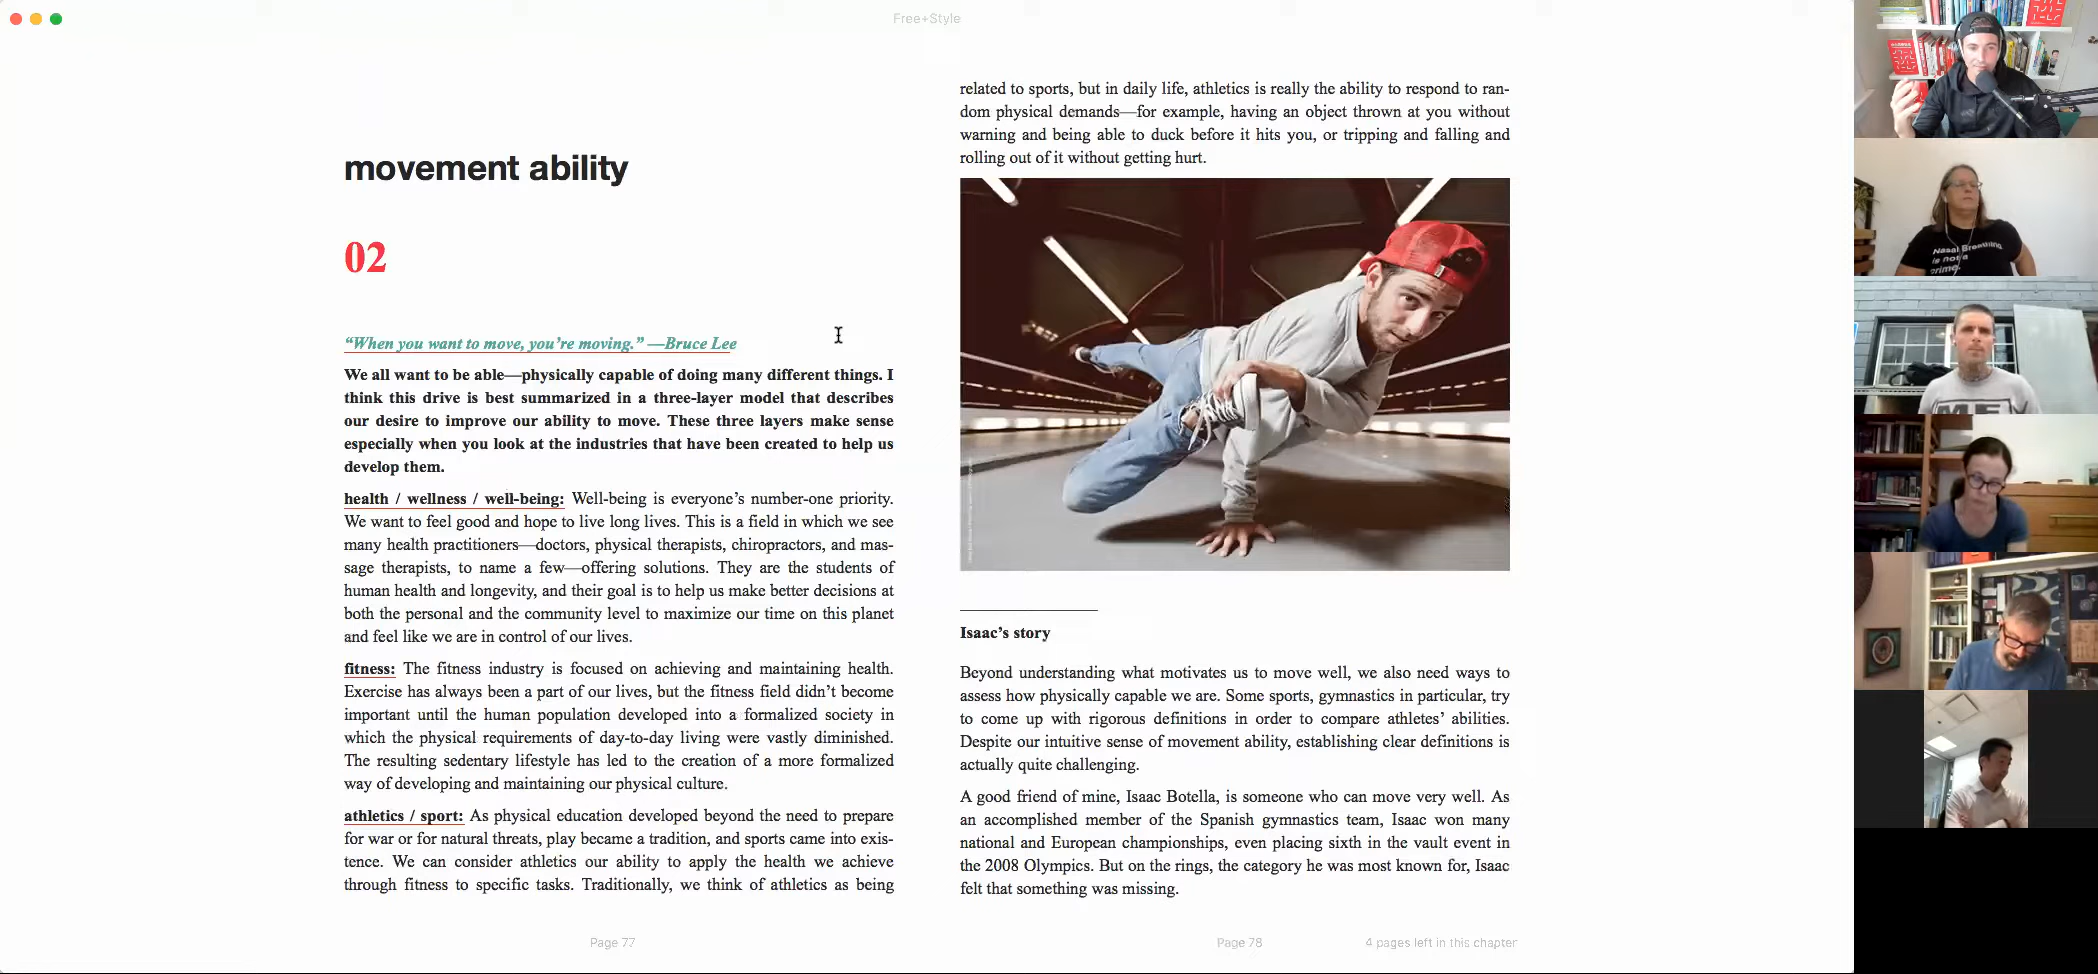 Free+Style
movement ability
02
“When you want to move, you’re moving.” —Bruce Lee
We all want to be able—physically capable of doing many different things. I
think this drive is best summarized in a three-layer model that describes
our desire to improve our ability to move. These three layers make sense
especially when you look at the industries that have been created to help us
develop them.
health / wellness / well-being: Well-being is everyone’s number-one priority.
We want to feel good and hope to live long lives. This is a field in which we see
many health practitioners—doctors, physical therapists, chiropractors, and mas-
sage therapists, to name a few—offering solutions. They are the students of
human health and longevity, and their goal is to help us make better decisions at
both the personal and the community level to maximize our time on this planet
and feel like we are in control of our lives.
fitness: The fitness industry is focused on achieving and maintaining health.
Exercise has always been a part of our lives, but the fitness field didn’t become
important until the human population developed into a formalized society in
which the physical requirements of day-to-day living were vastly diminished.
The resulting sedentary lifestyle has led to the creation of a more formalized
way of developing and maintaining our physical culture.
athletics / sport: As physical education developed beyond the need to prepare
for war or for natural threats, play became a tradition, and sports came into exis-
tence. We can consider athletics our ability to apply the health we achieve
through fitness to specific tasks. Traditionally, we think of athletics as being
Page 77
related to sports, but in daily life, athletics is really the ability to respond to ran-
dom physical demands—for example, having an object thrown at you without
warning and being able to duck before it hits you, or tripping and falling and
rolling out of it without getting hurt.
Isaac’s story
Beyond understanding what motivates us to move well, we also need ways to
assess how physically capable we are. Some sports, gymnastics in particular, try
to come up with rigorous definitions in order to compare athletes’ abilities.
Despite our intuitive sense of movement ability, establishing clear definitions is
actually quite challenging.
A good friend of mine, Isaac Botella, is someone who can move very well. As
an accomplished member of the Spanish gymnastics team, Isaac won many
national and European championships, even placing sixth in the vault event in
the 2008 Olympics. But on the rings, the category he was most known for, Isaac
felt that something was missing.
Page 78
4 pages left in this chapter
Nasal Breathing
is not a
crime.